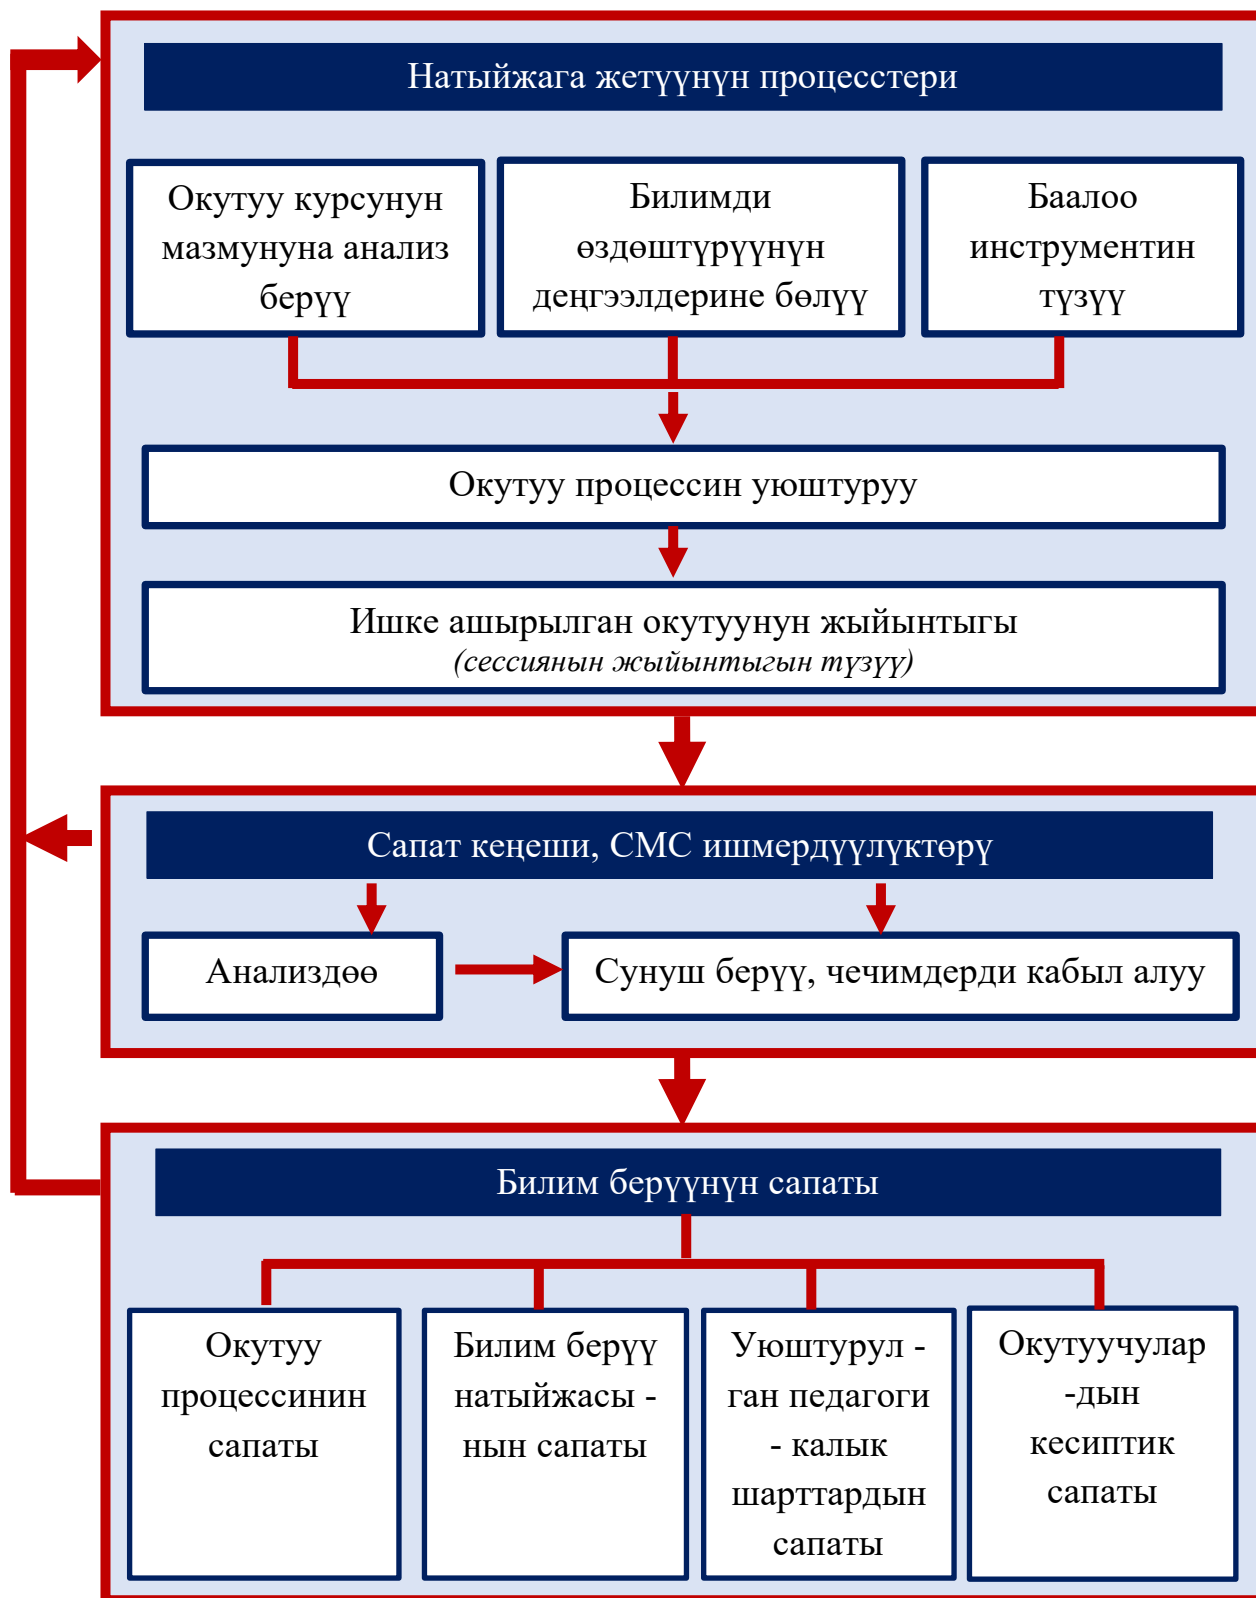 Натыйжага жетүүнүн процесстери
Окутуу курсунун
мазмунуна анализ
берүү
Билимди
өздөштүрүүнүн
деңгээлдерине бөлүү
Баалоо
инструментин
түзүү
Окутуу процессин уюштуруу
Ишке ашырылган окутуунун жыйынтыгы
(сессиянын жыйынтыгын түзүү)
Сапат кеңеши, СМС ишмердүүлүктөрү
Анализдөө
Сунуш берүү, чечимдерди кабыл алуу
Билим берүүнүн сапаты
Окутуу
процессинин
сапаты
Билим берүү
натыйжасы -
нын сапаты
Уюштурул -
ган педагоги
- калык
шарттардын
сапаты
Окутуучулар
-дын
кесиптик
сапаты